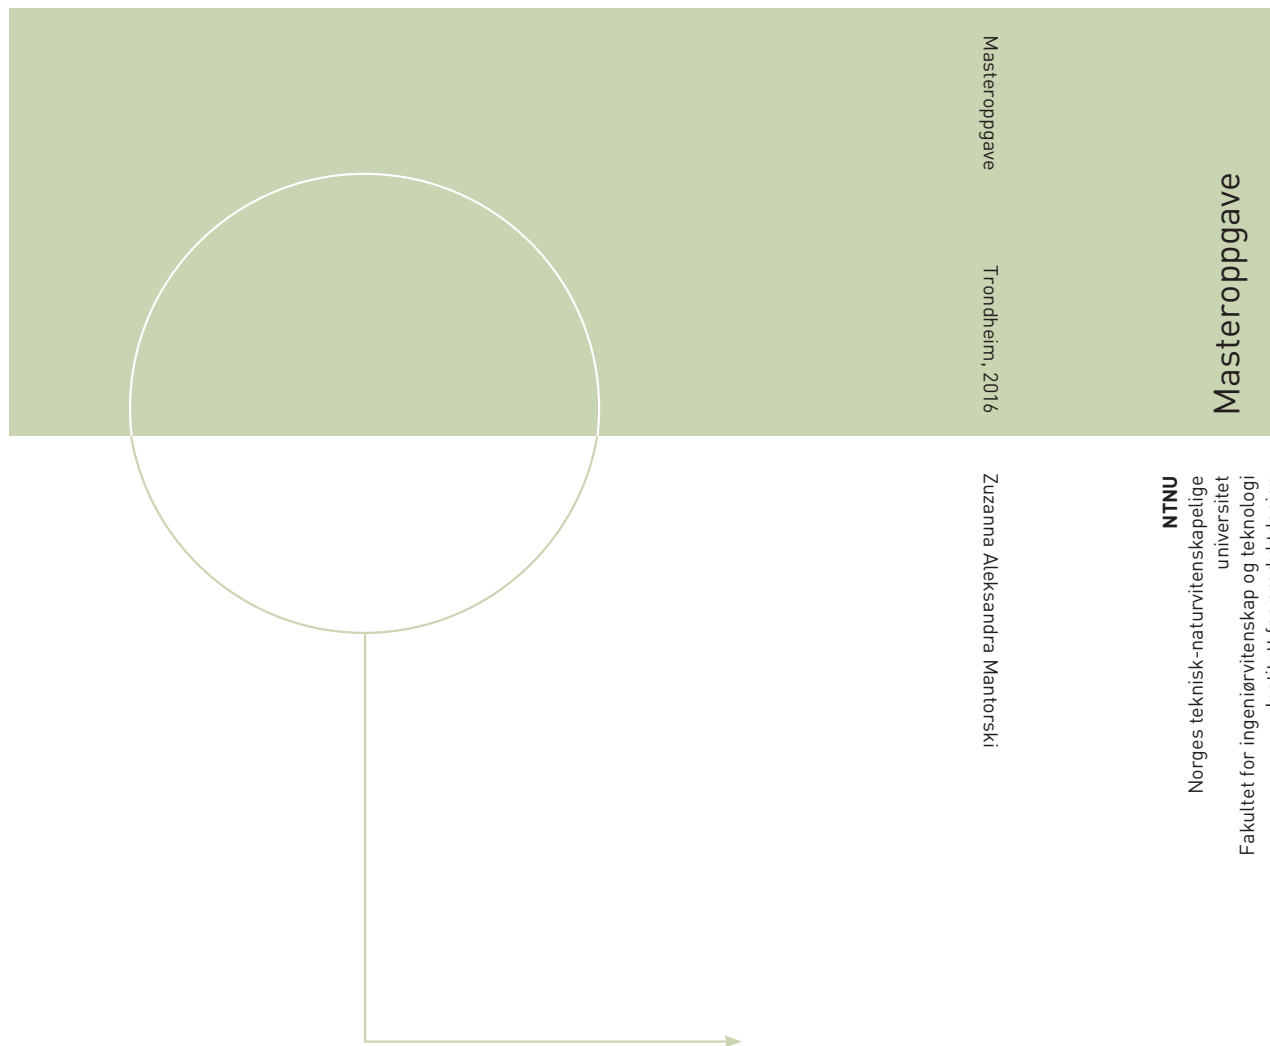 Masteroppgave
Trondheim, 2016
Zuzanna Aleksandra Mantorski
Masteroppgave
NTNU
Norges teknisk-naturvitenskapelige
universitet
Fakultet for ingeniørvitenskap og teknologi